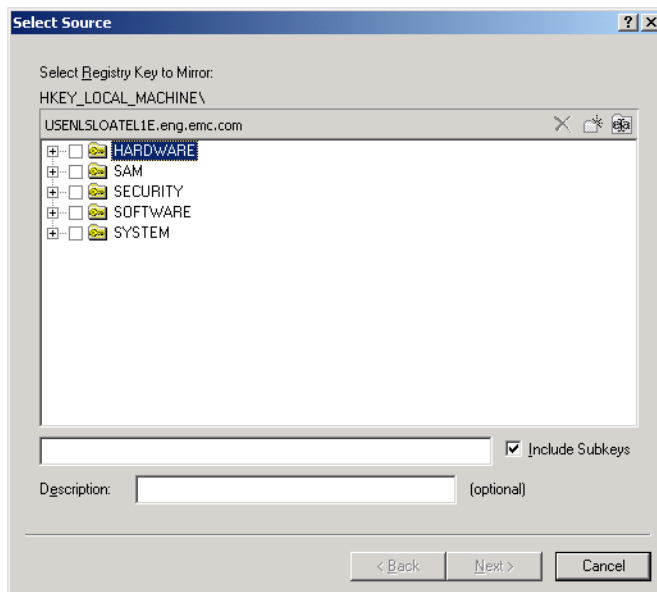 Select Source
Select Registry Key to Mirror:
HKEY_LOCAL_MACHINE\
USENLSLOATEL1E.eng.emc.com
HARDWARE
SAM
SECURITY
SOFTWARE
SYSTEM
Include Subkeys
Description:
(optional)
< Back
Next >
Cancel